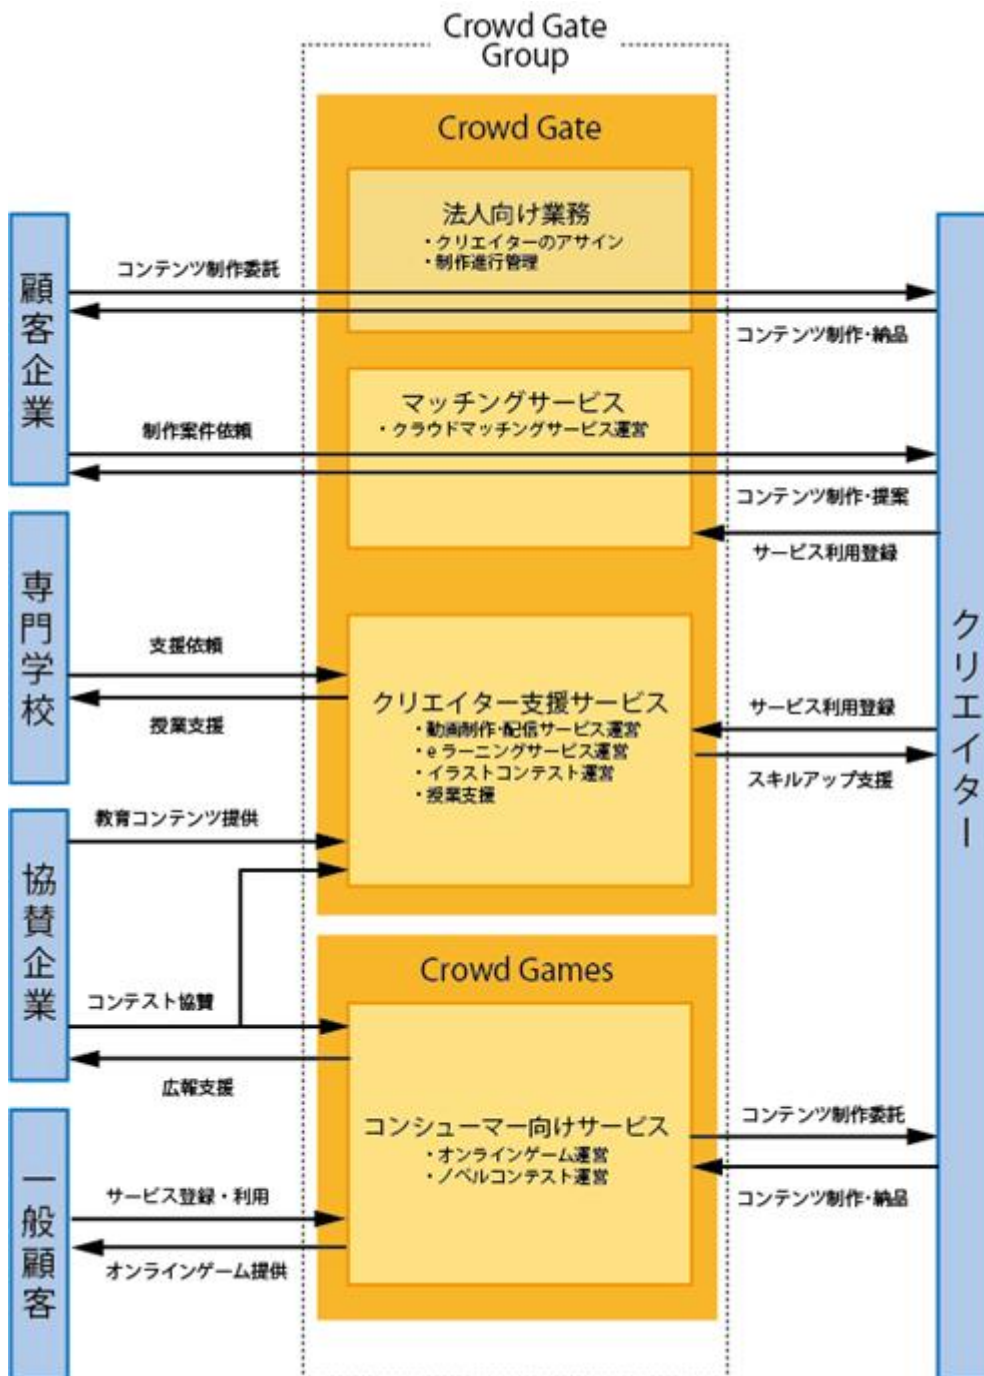 Crowd Gate
Group
Crowd Gate
法人向け業務
・クリエイターのアサイン
・制作進行管理
顧客企業
コンテンツ制作委託
コンテンツ制作・納品
マッチングサービス
・クラウドマッチングサービス運営
制作案件依頼
コンテンツ制作・提案
サービス利用登録
専門学校
支援依頼
授業支援
クリエイター支援サービス
・動画制作・配信サービス運営
・eラーニングサービス運営
・イラストコンテスト運営
・授業支援
サービス利用登録
スキルアップ支援
クリエイター
協賛企業
教育コンテンツ提供
コンテスト協賛
広報支援
Crowd Games
コンシューマー向けサービス
・オンラインゲーム運営
・ノベルコンテスト運営
コンテンツ制作委託
コンテンツ制作・納品
一般顧客
サービス登録・利用
オンラインゲーム提供